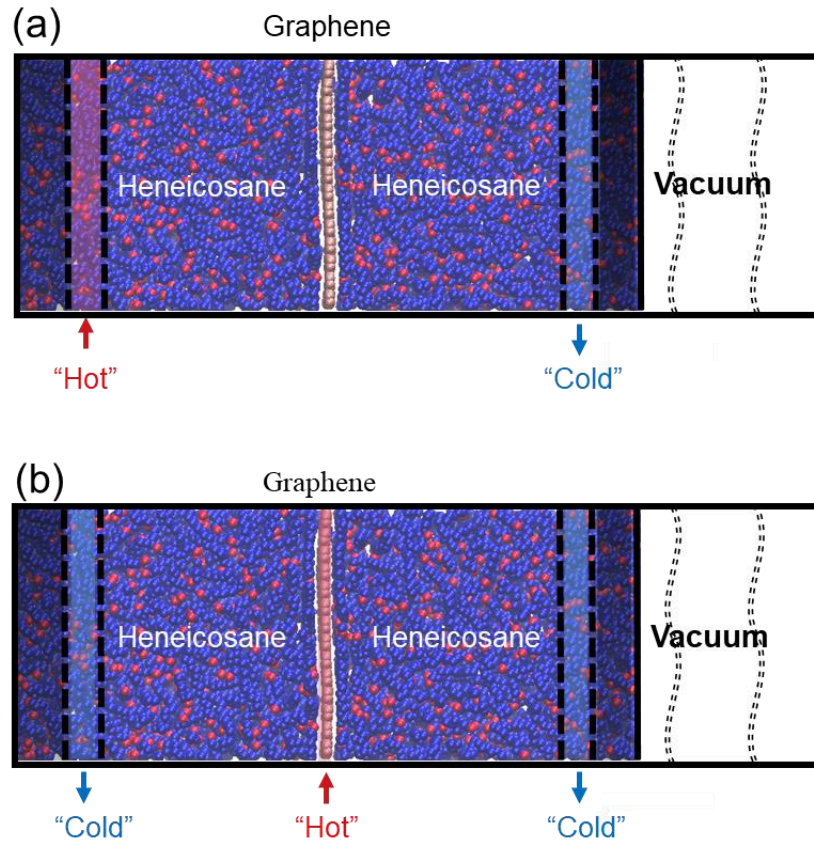 (a)
Graphene
Heneicosane
Heneicosane
Vacuum
“Hot”
“Cold”
(b)
Graphene
Heneicosane
Heneicosane
Vacuum
“Cold”
“Hot”
“Cold”